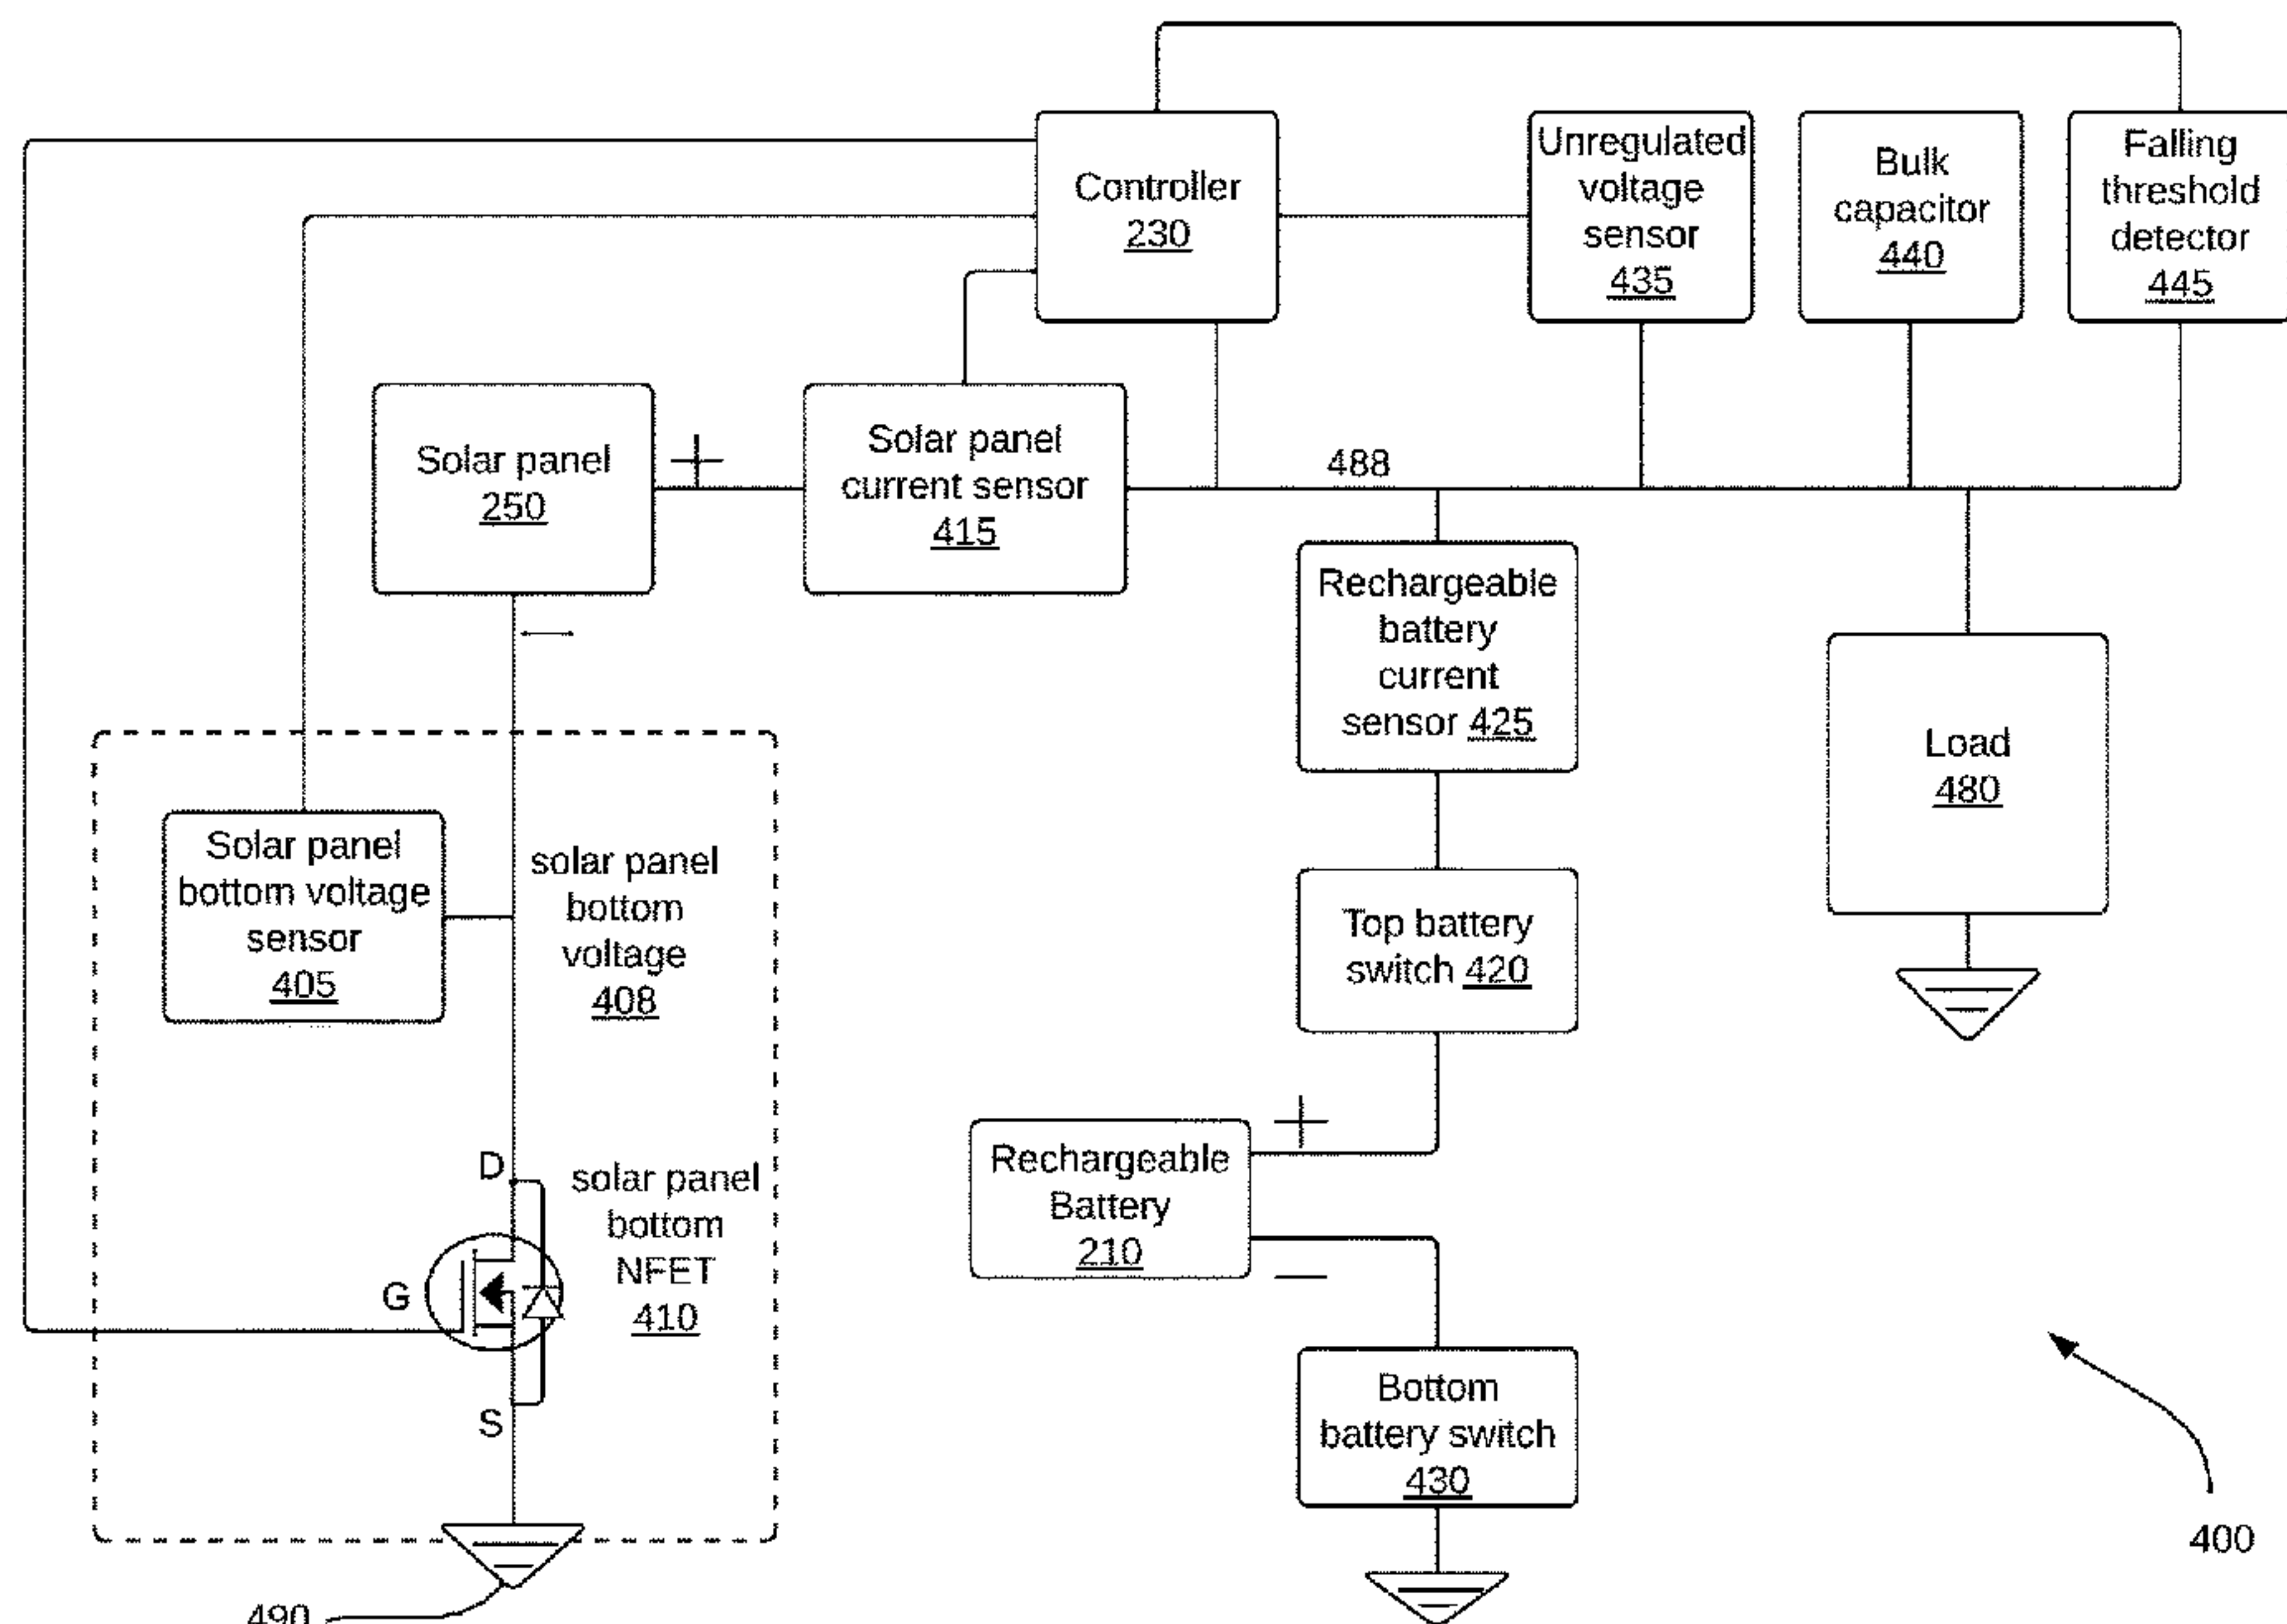 Controller
230
Unregulated
voltage
sensor
435
Bulk
capacitor
440
Falling
threshold
detector
445
Solar panel
250
+
Solar panel
current sensor
415
488
Rechargeable
battery
current
sensor 425
Load
480
Solar panel
bottom voltage
sensor
405
solar panel
bottom
voltage
408
Top battery
switch 420
D
G
S
solar panel
bottom
NFET
410
Rechargeable
Battery
210
+
−
Bottom
battery switch
430
400
490